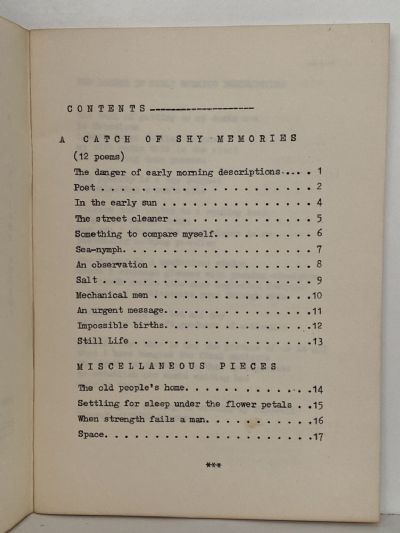 CONTENTS____________________
A CATCH OF SHY MEMORIES
(12 poems)
The danger of early morning descriptions..... 1
Poet . . . . . . . . . . . . . . . . . . 2
In the early sun . . . . . . . . . . . . 4
The street cleaner . . . . . . . . . . . 5
Something to compare myself. . . . . . . 6
Sea-nymph. . . . . . . . . . . . . . . . 7
An observation . . . . . . . . . . . . . 8
Salt . . . . . . . . . . . . . . . . . . 9
Mechanical men . . . . . . . . . . . . .10
An urgent message. . . . . . . . . . . .11
Impossible births. . . . . . . . . . . .12
Still Life . . . . . . . . . . . . . . .13
MISCELLANEOUS PIECES
The old people's home. . . . . . . . . .14
Settling for sleep under the flower petals . .15
When strength fails a man. . . . . . . .16
Space. . . . . . . . . . . . . . . . . .17
***